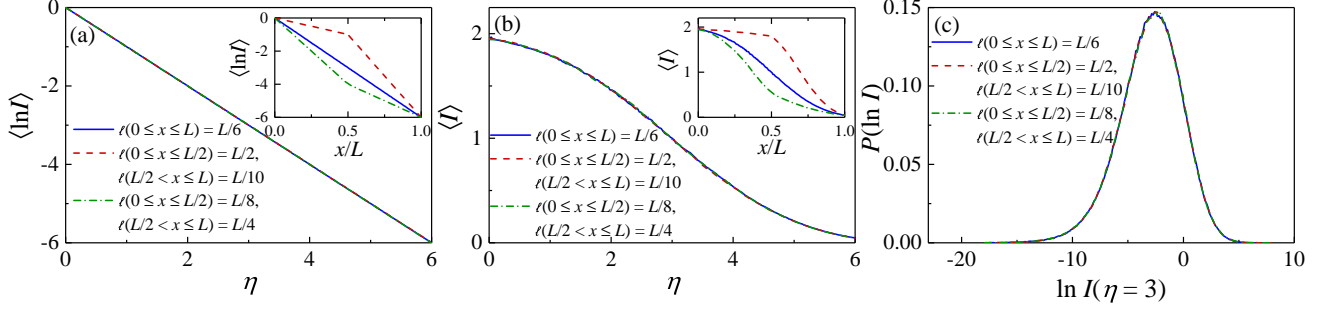 (a)
⟨lnI⟩
0
-2
-4
-6
0
2
4
6
η
ℓ(0 ≤ x ≤ L) = L/6
ℓ(0 ≤ x ≤ L/2) = L/2,
ℓ(L/2 < x ≤ L) = L/10
ℓ(0 ≤ x ≤ L/2) = L/8,
ℓ(L/2 < x ≤ L) = L/4
⟨lnI⟩
0
-2
-4
-6
0.0
0.5
1.0
x/L
(b)
⟨I⟩
2
1
0
0
2
4
6
η
ℓ(0 ≤ x ≤ L) = L/6
ℓ(0 ≤ x ≤ L/2) = L/2,
ℓ(L/2 < x ≤ L) = L/10
ℓ(0 ≤ x ≤ L/2) = L/8,
ℓ(L/2 < x ≤ L) = L/4
⟨I⟩
2
1
0
0.0
0.5
1.0
x/L
(c)
P(ln I)
0.15
0.10
0.05
0.00
-20
-10
0
10
ln I(η = 3)
ℓ(0 ≤ x ≤ L) = L/6
ℓ(0 ≤ x ≤ L/2) = L/2,
ℓ(L/2 < x ≤ L) = L/10
ℓ(0 ≤ x ≤ L/2) = L/8,
ℓ(L/2 < x ≤ L) = L/4